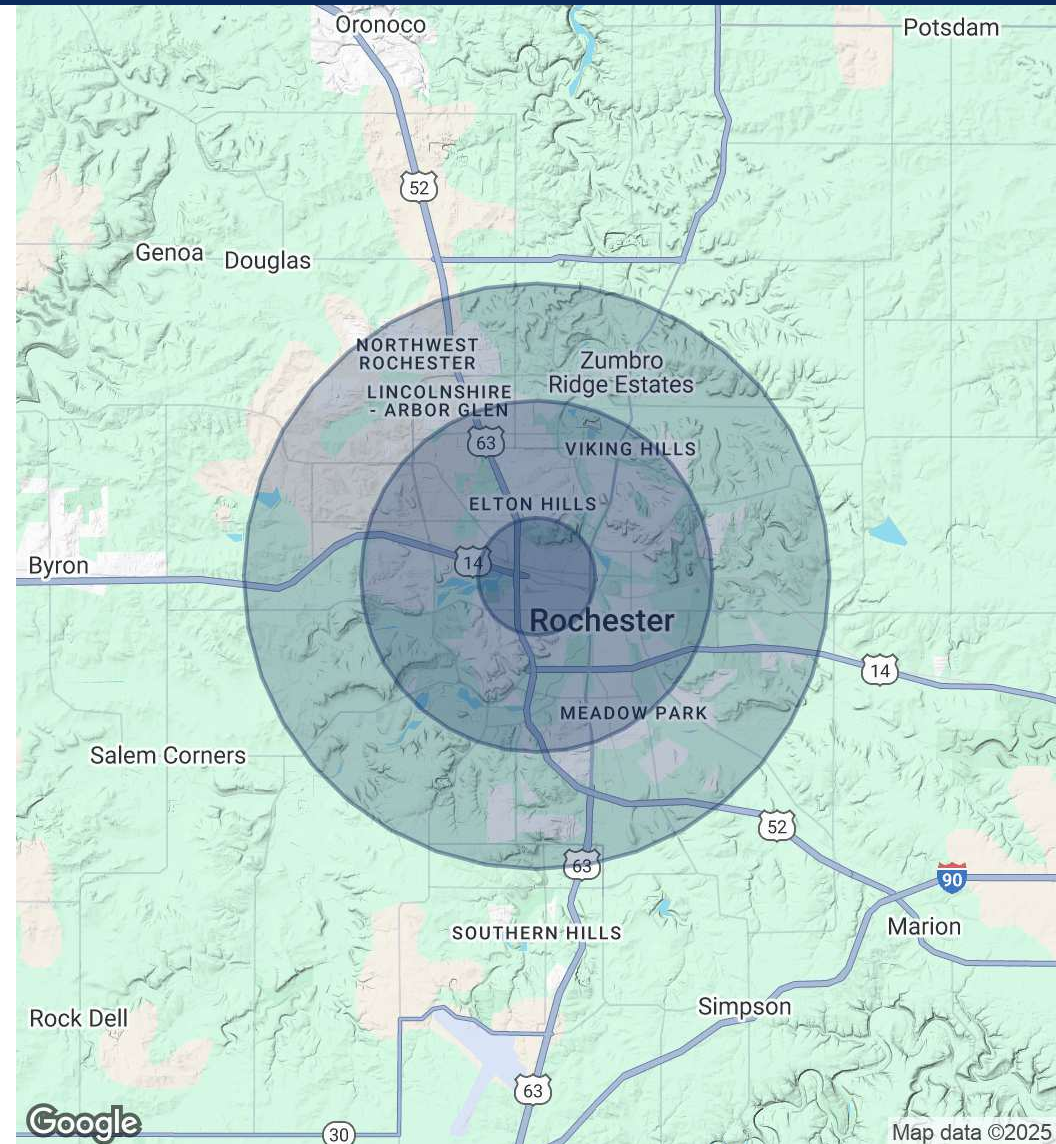 Oronoco
Potsdam
52
Genoa
Douglas
NORTHWEST
ROCHESTER
Zumbro
Ridge Estates
LINCOLNSHIRE
- ARBOR GLEN
63
VIKING HILLS
ELTON HILLS
14
Byron
Rochester
14
MEADOW PARK
Salem Corners
52
63
90
Marion
SOUTHERN HILLS
Simpson
Rock Dell
63
Google
30
Map data ©2025